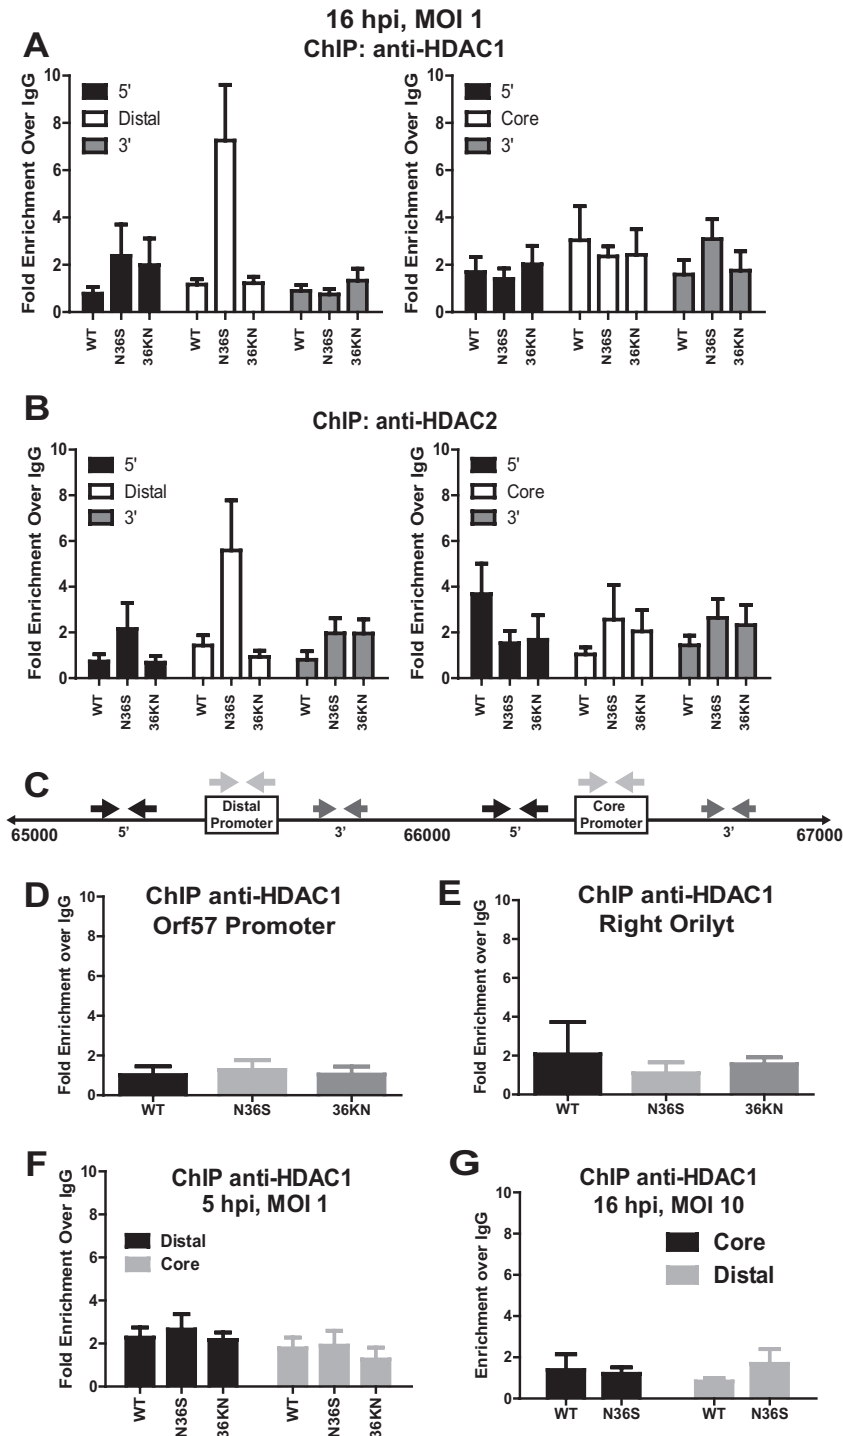 16 hpi, MOI 1
A
ChIP: anti-HDAC1
Fold Enrichment Over IgG
10
8
6
4
2
0
5'
Distal
3'
WT
N36S
36KN
WT
N36S
36KN
WT
N36S
36KN
Fold Enrichment Over IgG
10
8
6
4
2
0
5'
Core
3'
WT
N36S
36KN
WT
N36S
36KN
WT
N36S
36KN
B
ChIP: anti-HDAC2
Fold Enrichment Over IgG
10
8
6
4
2
0
5'
Distal
3'
WT
N36S
36KN
WT
N36S
36KN
WT
N36S
36KN
Fold Enrichment Over IgG
10
8
6
4
2
0
5'
Core
3'
WT
N36S
36KN
WT
N36S
36KN
WT
N36S
36KN
C
Distal
Promoter
Core
Promoter
65000
5'
3'
66000
5'
3'
67000
D
ChIP anti-HDAC1
Orf57 Promoter
Fold Enrichment over IgG
10
8
6
4
2
0
WT
N36S
36KN
E
ChIP anti-HDAC1
Right Orilyt
Fold Enrichment over IgG
10
8
6
4
2
0
WT
N36S
36KN
F
ChIP anti-HDAC1
5 hpi, MOI 1
Fold Enrichment Over IgG
10
8
6
4
2
0
Distal
Core
WT
N36S
36KN
WT
N36S
36KN
G
ChIP anti-HDAC1
16 hpi, MOI 10
Enrichment over IgG
10
8
6
4
2
0
Core
Distal
WT
N36S
WT
N36S